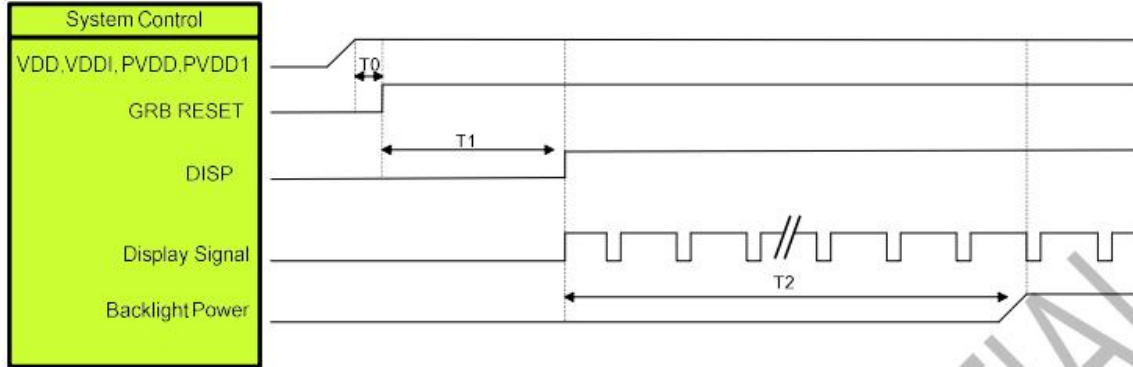 System Control
VDD,VDDI, PVDD,PVDD1
T0
GRB RESET
T1
DISP
Display Signal
T2
Backlight Power